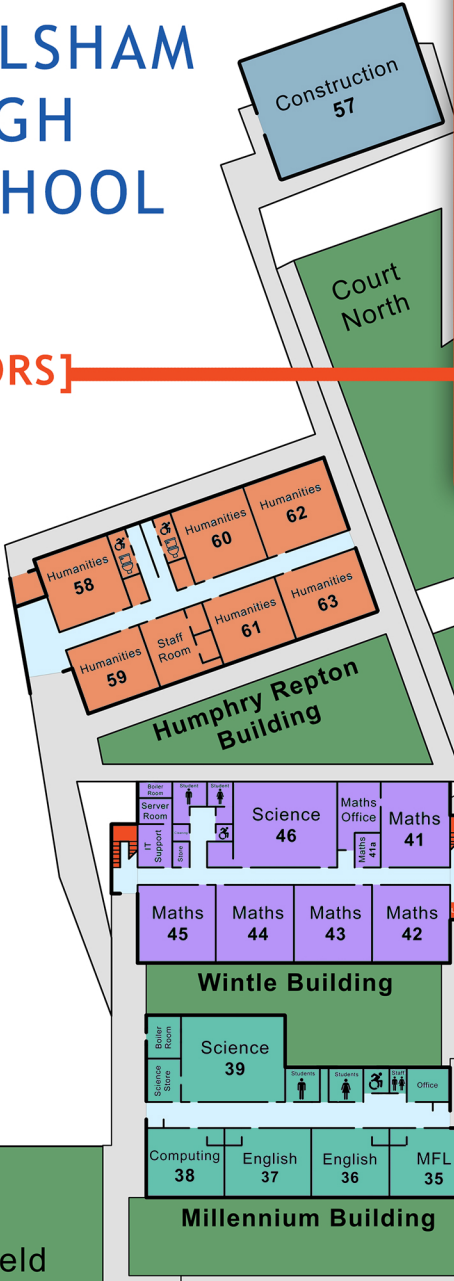 LSHAM
GH
HOOL
Construction
57
Court
North
ORS]
Humanities
58
Humanities
60
Humanities
62
Humanities
59
Staff
Room
Humanities
61
Humanities
63
Humphry Repton
Building
Boiler
Room
Student
Student
Server
Room
IT
Support
Store
Science
46
Maths
Office
Maths
41a
Maths
41
Maths
45
Maths
44
Maths
43
Maths
42
Wintle Building
Boiler
Room
Science
Store
Science
39
Students
Students
Staff
Office
Computing
38
English
37
English
36
MFL
35
Millennium Building
eld